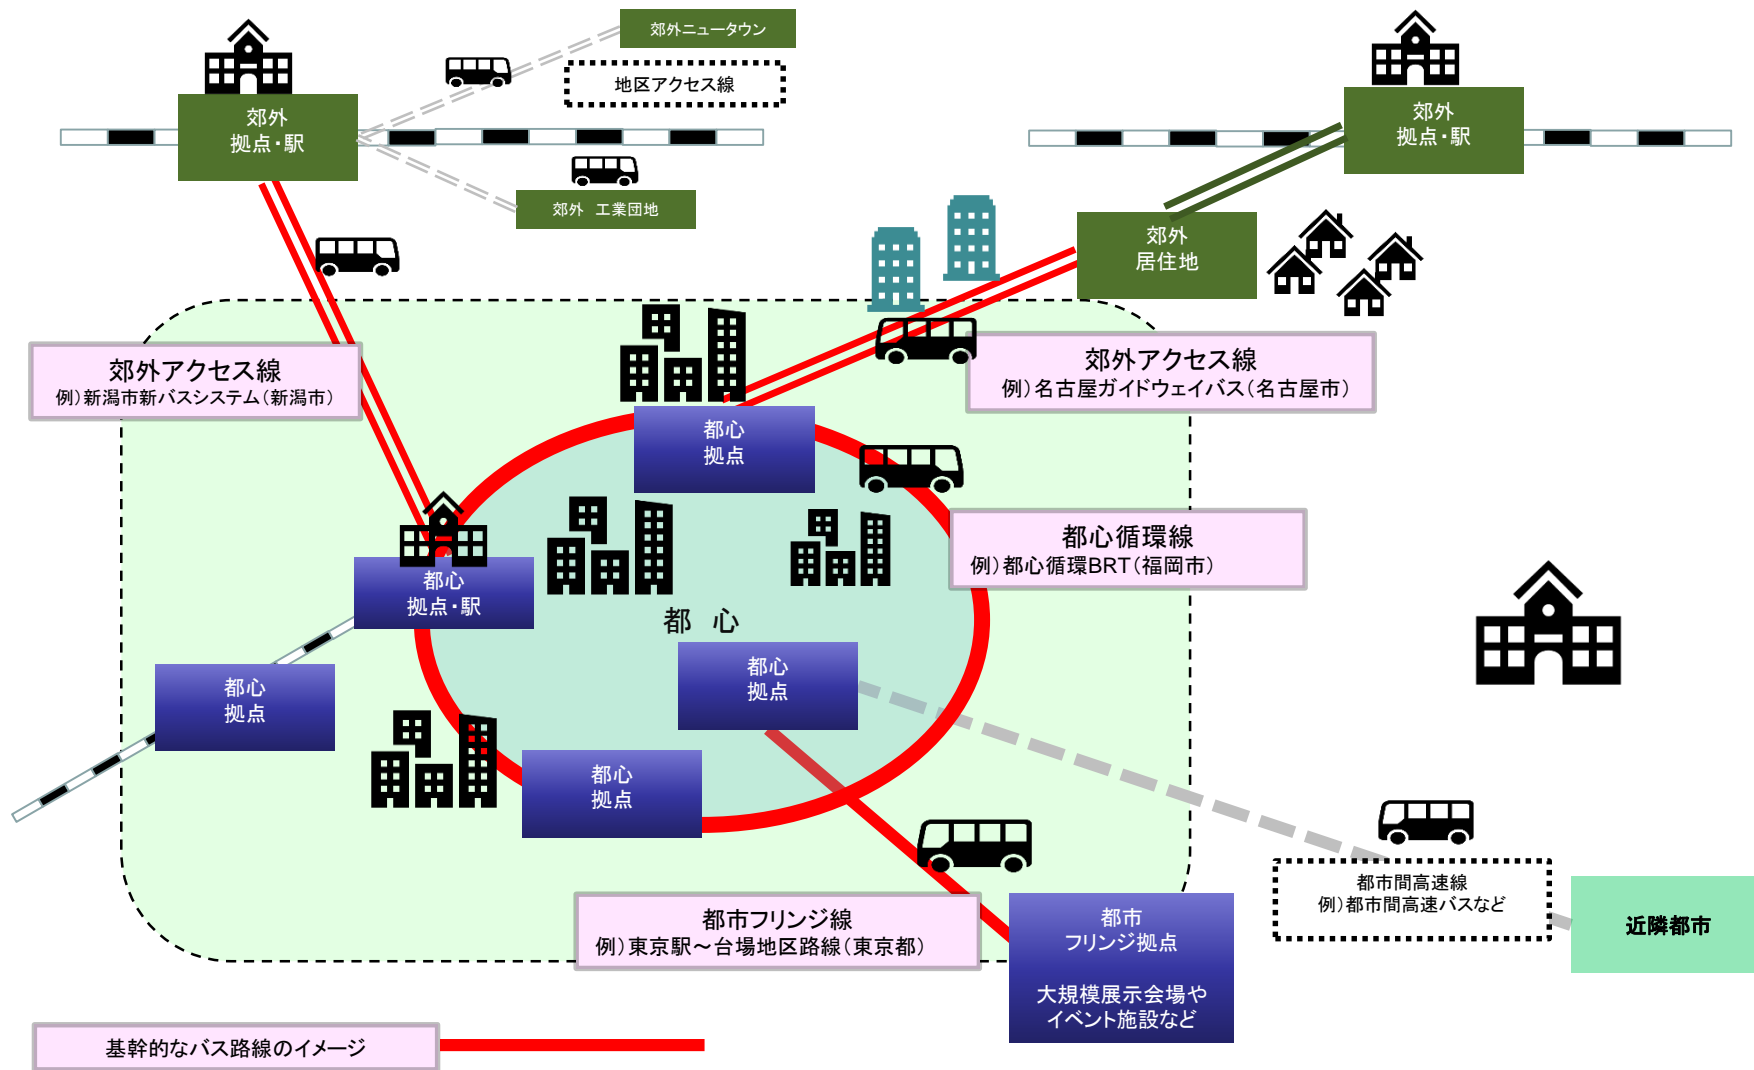 郊外ニュータウン
地区アクセス線
郊外
拠点・駅
郊外
拠点・駅
郊外　工業団地
郊外
居住地
郊外アクセス線
例）新潟市新バスシステム（新潟市）
郊外アクセス線
例）名古屋ガイドウェイバス（名古屋市）
都心
拠点
都心循環線
例）都心循環BRT（福岡市）
都心
拠点・駅
都　心
都心
拠点
都心
拠点
都心
拠点
都市間高速線
例）都市間高速バスなど
近隣都市
都市フリンジ線
例）東京駅～台場地区路線（東京都）
都市
フリンジ拠点
大規模展示会場や
イベント施設など
基幹的なバス路線のイメージ